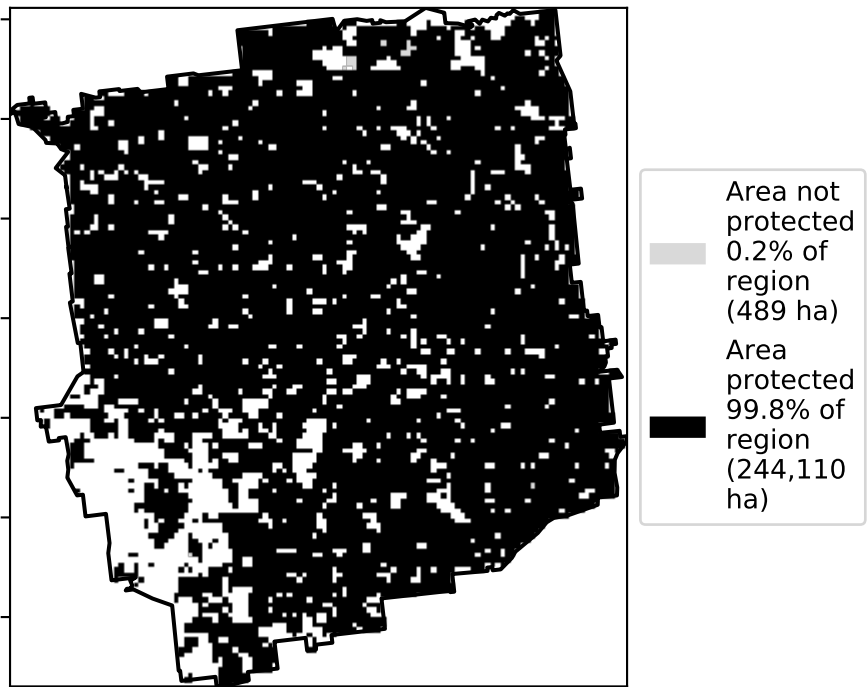 Area not
protected
0.2% of
region
(489 ha)
Area
protected
99.8% of
region
(244,110
ha)